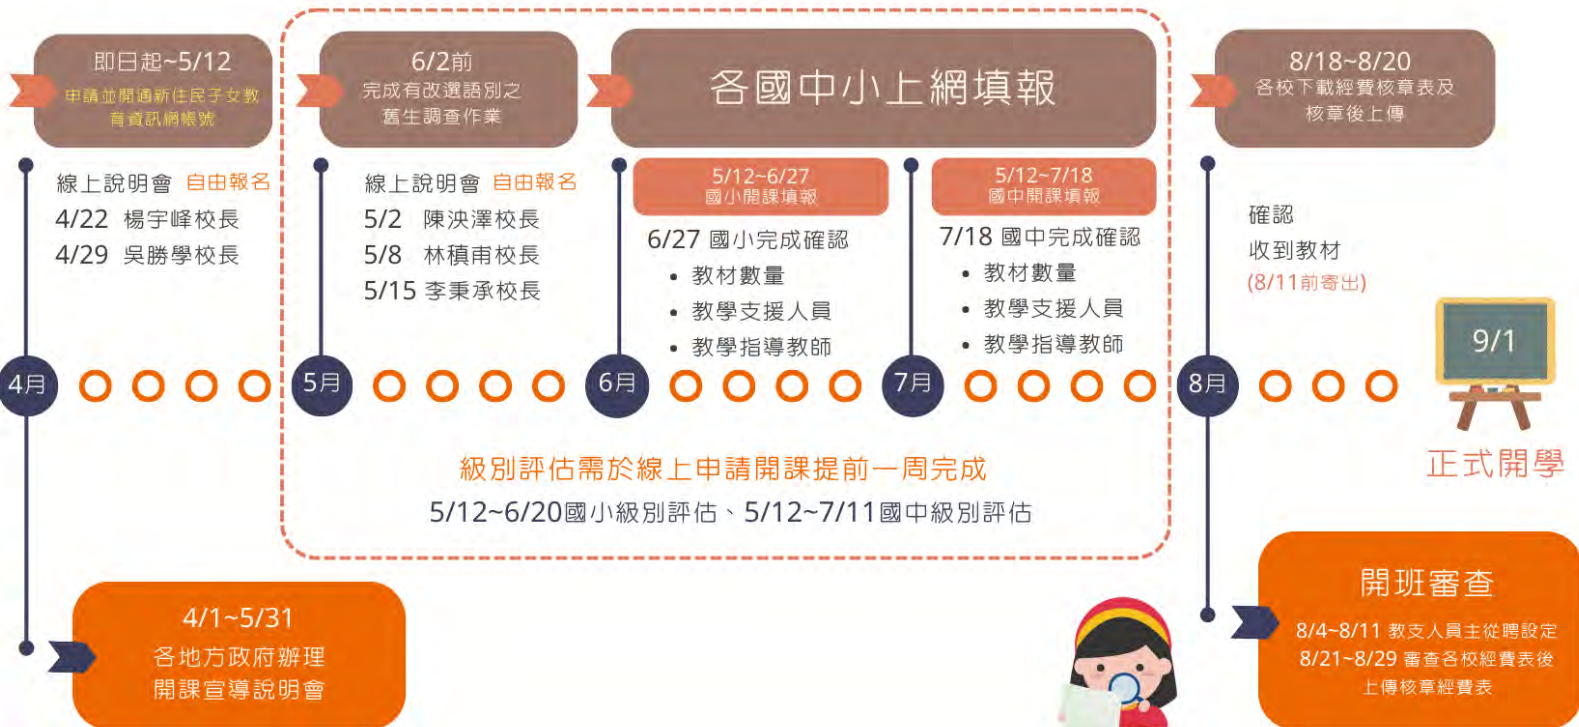 即日起~5/12
申請並開通新住民子女教
育資訊網帳號
線上說明會 自由報名
4/22 楊宇峰校長
4/29 吳勝學校長
6/2前
完成有改選語別之
舊生調查作業
線上說明會 自由報名
5/2 陳泱澤校長
5/8 林積甫校長
5/15 李秉承校長
各國中小上網填報
5/12~6/27
國小開課填報
6/27 國小完成確認
• 教材數量
• 教學支援人員
• 教學指導教師
5/12~7/18
國中開課填報
7/18 國中完成確認
• 教材數量
• 教學支援人員
• 教學指導教師
8/18~8/20
各校下載經費核章表及
核章後上傳
確認
收到教材
(8/11前寄出)
4月
5月
6月
7月
8月
9/1
正式開學
級別評估需於線上申請開課提前一周完成
5/12~6/20國小級別評估、5/12~7/11國中級別評估
4/1~5/31
各地方政府辦理
開課宣導說明會
開班審查
8/4~8/11 教支人員主從聘設定
8/21~8/29 審查各校經費表後
上傳核章經費表